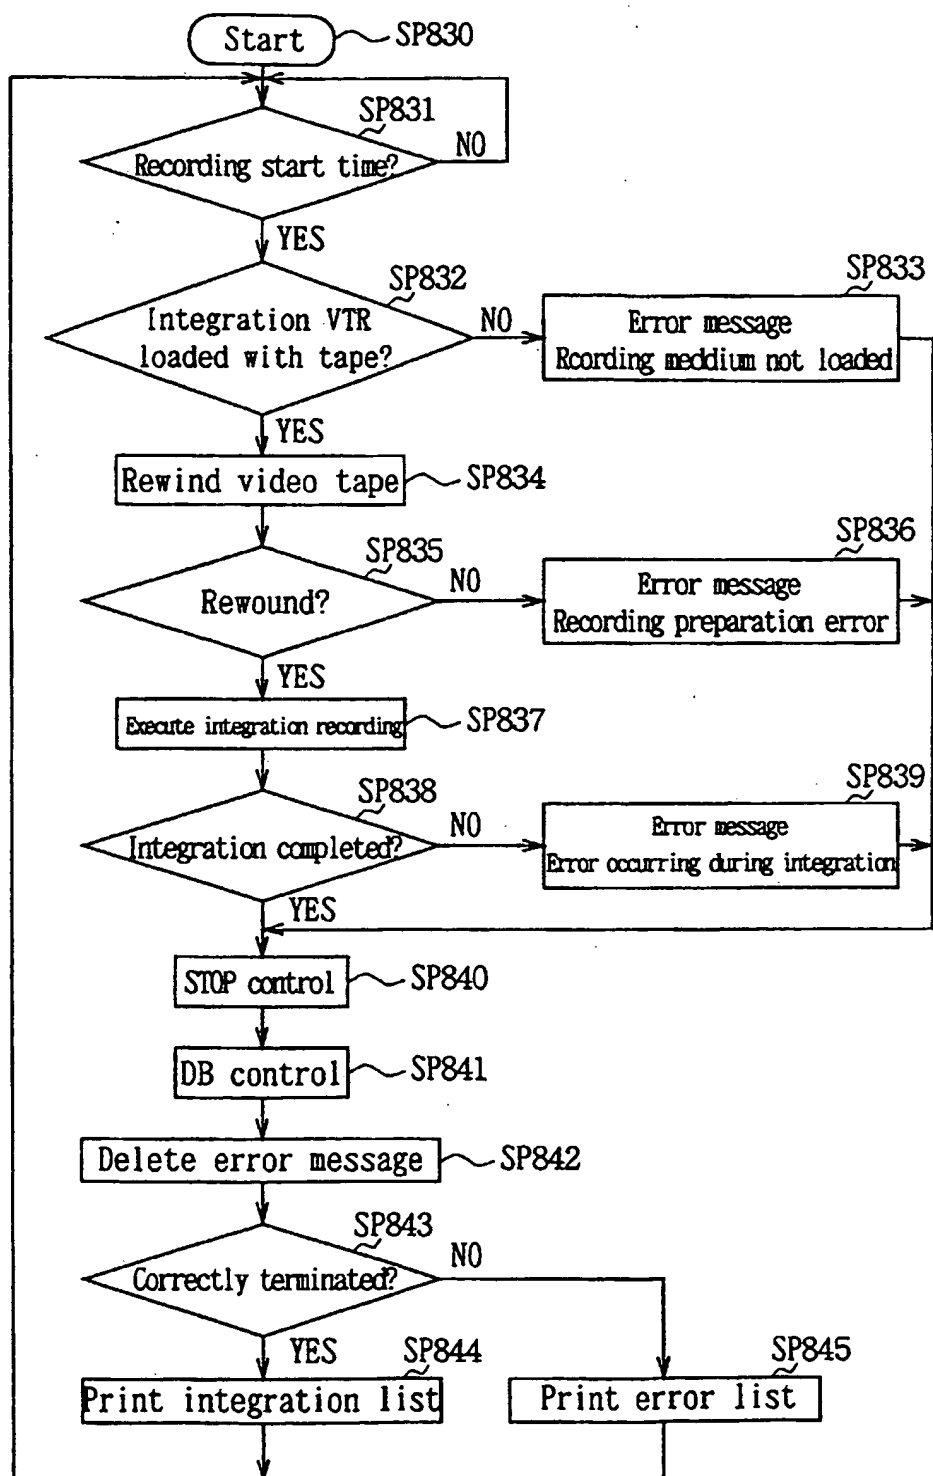 Start
SP830
SP831
Recording start time?
NO
YES
SP832
Integration VTR
loaded with tape?
NO
SP833
Error message
Rcording meddium not loaded
YES
Rewind video tape
SP834
SP835
Rewound?
NO
SP836
Error message
Recording preparation error
YES
Execute integration recording
SP837
SP838
Integration completed?
NO
SP839
Error message
Error occurring during integration
YES
STOP control
SP840
DB control
SP841
Delete error message
SP842
SP843
Correctly terminated?
NO
YES
SP844
Print integration list
SP845
Print error list